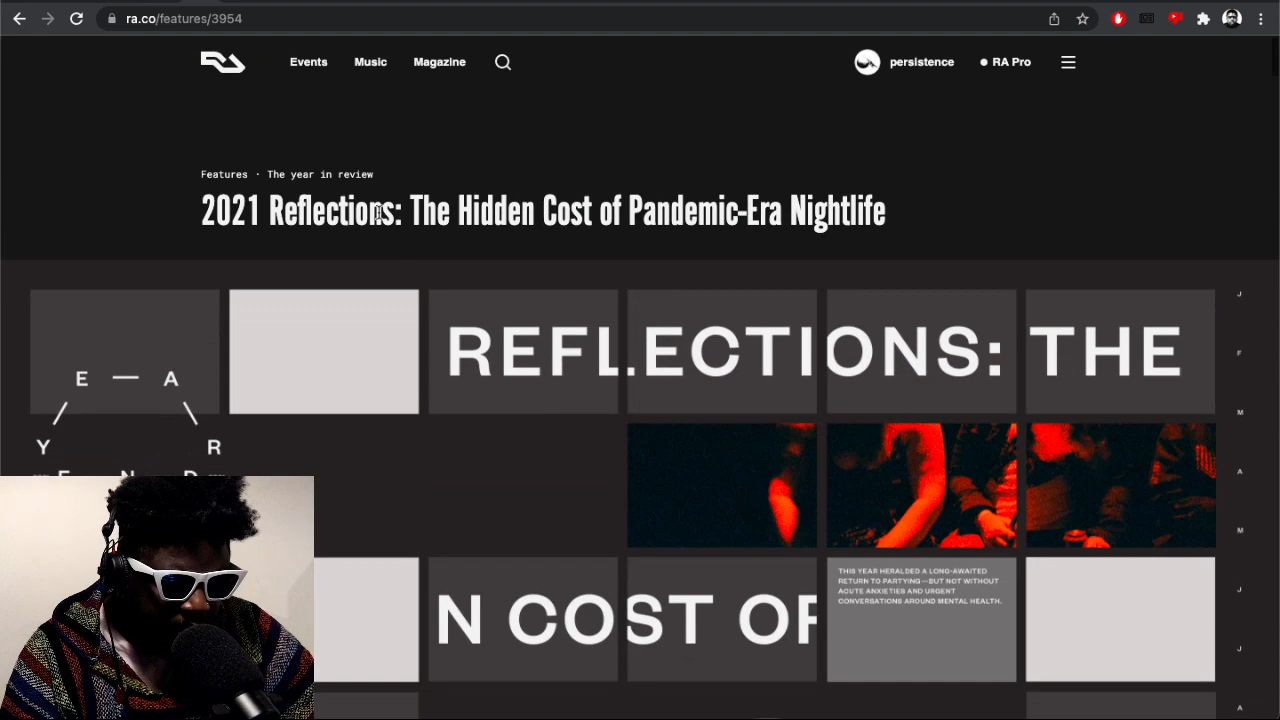 ra.co/features/3954
Events Music Magazine
persistence RA Pro
Features · The year in review
2021 Reflections: The Hidden Cost of Pandemic-Era Nightlife
REFLECTIONS: THE
E — A
Y R
E N D
N COST OF
THIS YEAR HERALDED A LONG-AWAITED
RETURN TO PARTYING—BUT NOT WITHOUT
ACUTE ANXIETIES AND URGENT
CONVERSATIONS AROUND MENTAL HEALTH.
J
F
M
A
M
J
J
A